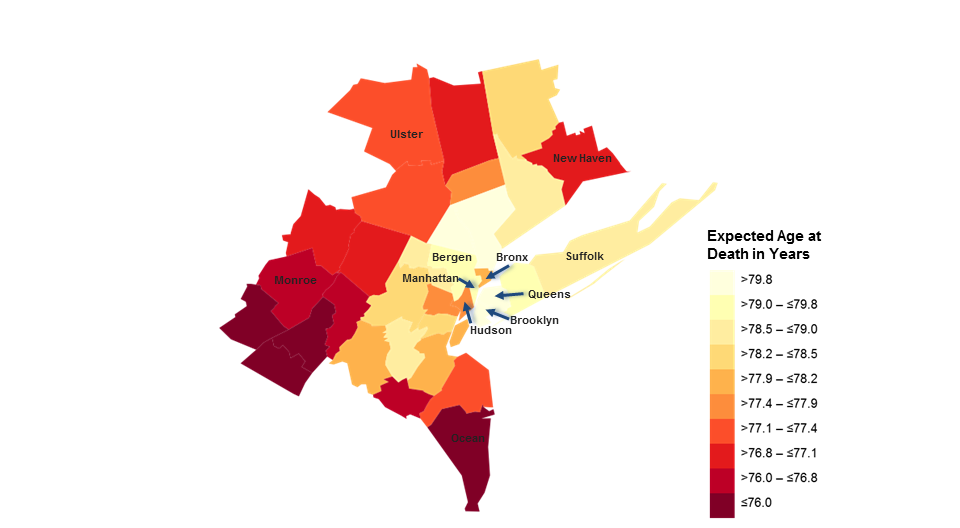 Ulster
New Haven
Bergen
Bronx
Suffolk
Monroe
Manhattan
Queens
Brooklyn
Hudson
Ocean
Expected Age at
Death in Years
>79.8
>79.0 – ≤79.8
>78.5 – ≤79.0
>78.2 – ≤78.5
>77.9 – ≤78.2
>77.4 – ≤77.9
>77.1 – ≤77.4
>76.8 – ≤77.1
>76.0 – ≤76.8
≤76.0